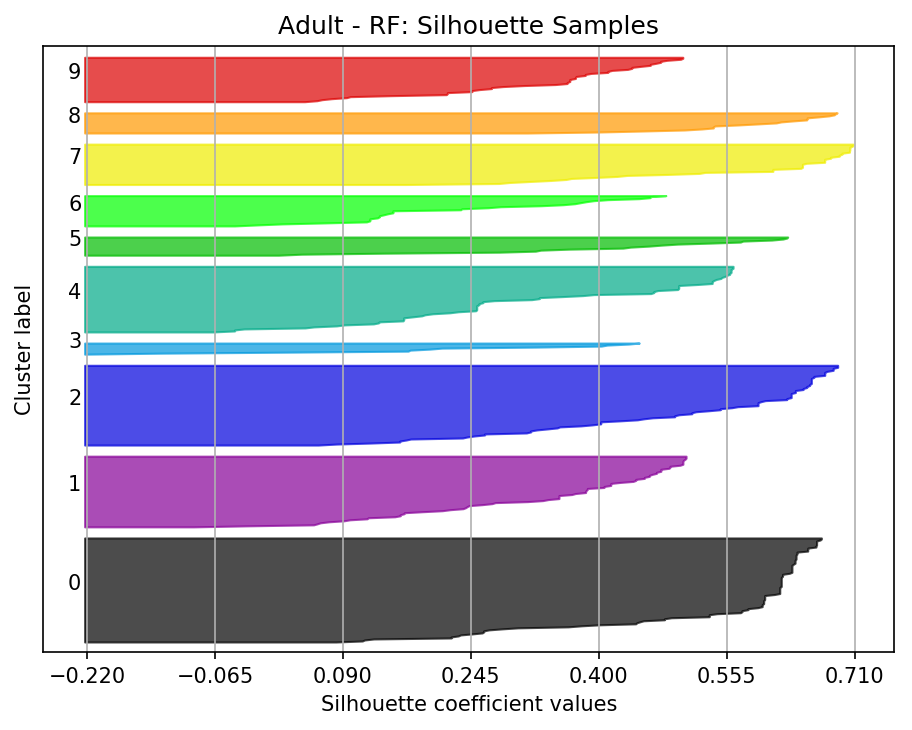 Adult - RF: Silhouette Samples
9
8
7
6
5
4
3
2
1
0
Cluster label
−0.220 −0.065 0.090 0.245 0.400 0.555 0.710
Silhouette coefficient values